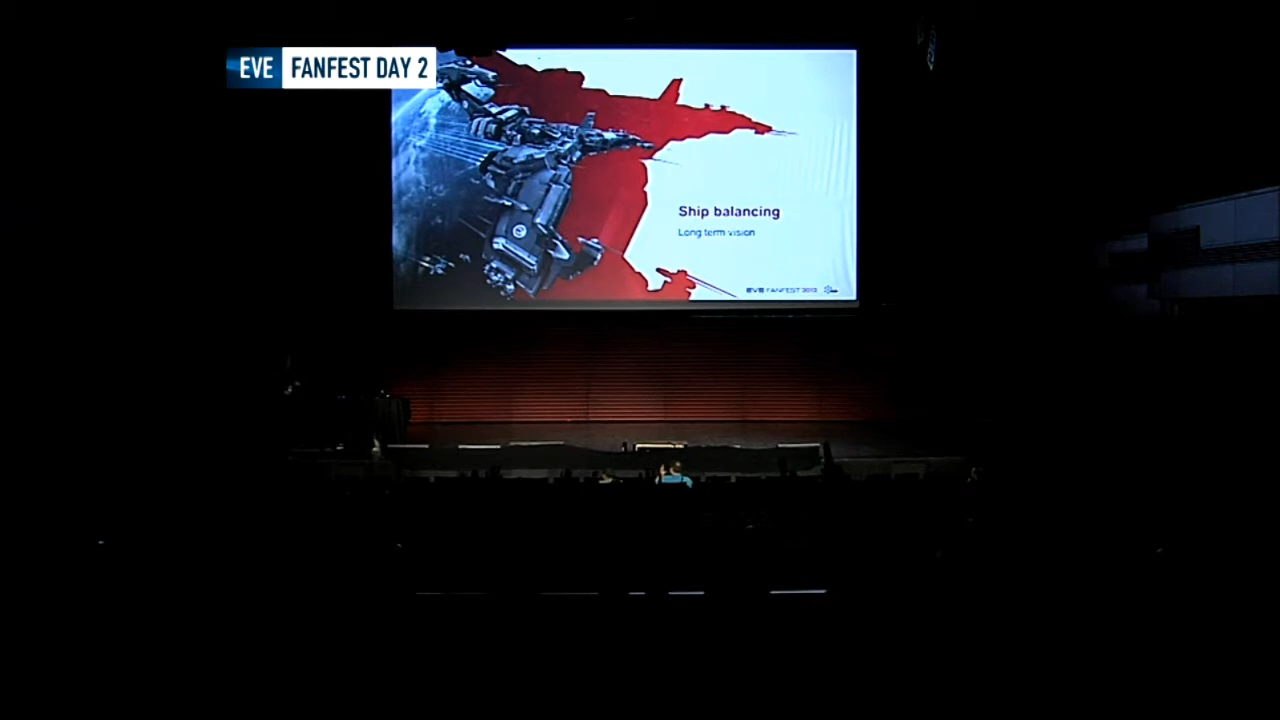 EVE FANFEST DAY 2
Ship balancing
Long term vision
EVE FANFEST 2013